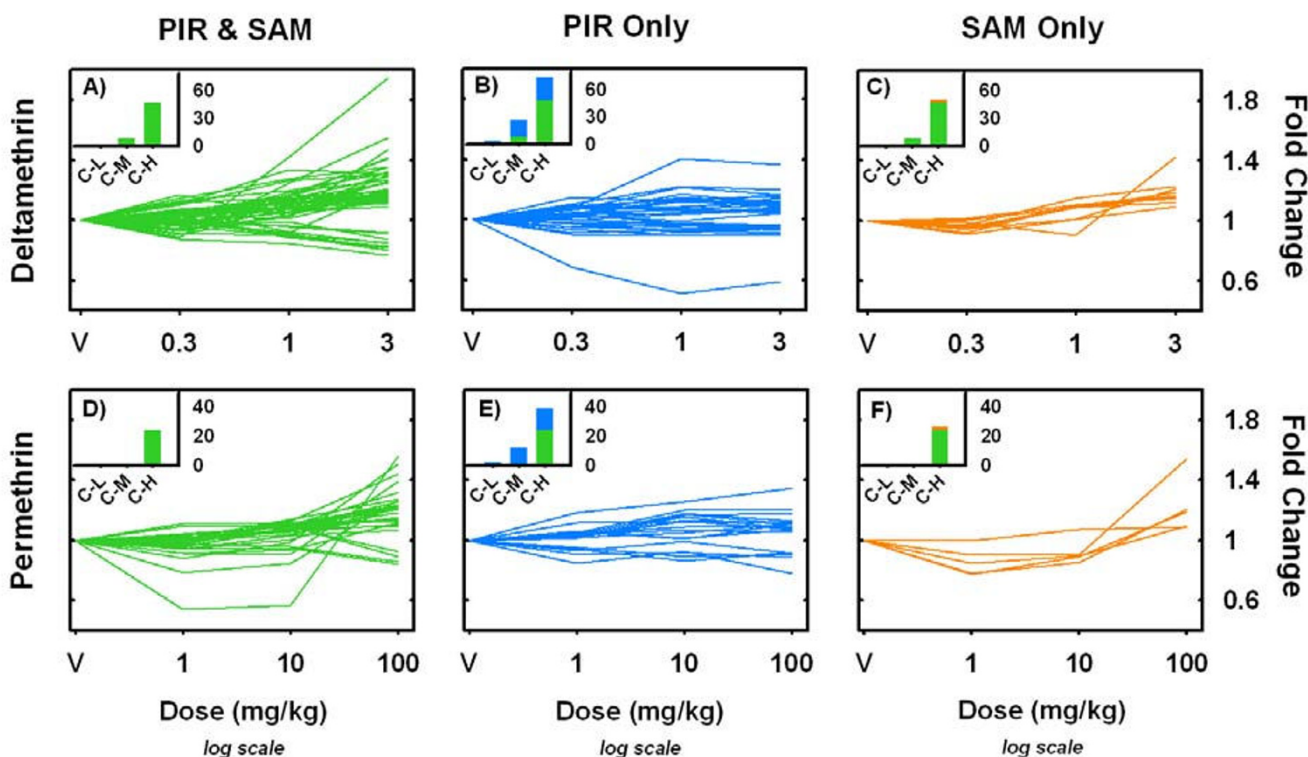 PIR & SAM PIR Only SAM Only
A) 60 30 0 C-L C-M C-H
B) 60 30 0 C-L C-M C-H
C) 60 30 0 C-L C-M C-H
Deltamethrin
1.8
1.4
1
0.6
Fold Change
V 0.3 1 3 V 0.3 1 3 V 0.3 1 3
D) 40 20 0 C-L C-M C-H
E) 40 20 0 C-L C-M C-H
F) 40 20 0 C-L C-M C-H
Permethrin
1.8
1.4
1
0.6
Fold Change
V 1 10 100 V 1 10 100 V 1 10 100
Dose (mg/kg) Dose (mg/kg) Dose (mg/kg)
log scale log scale log scale